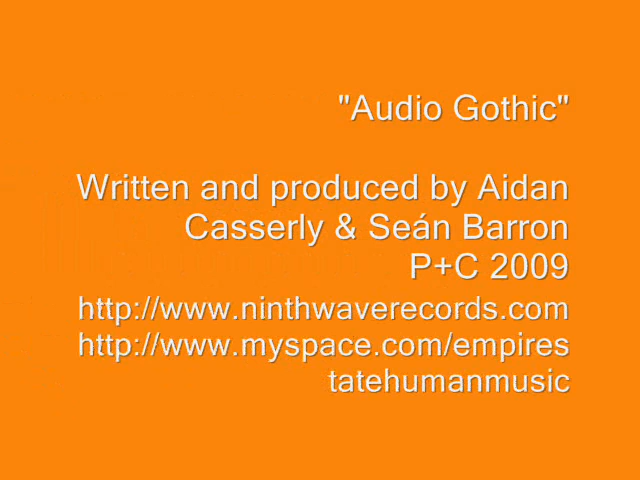 "Audio Gothic"
Written and produced by Aidan
Casserly & Seán Barron
P+C 2009
http://www.ninthwaverecords.com
http://www.myspace.com/empires
tatehumanmusic